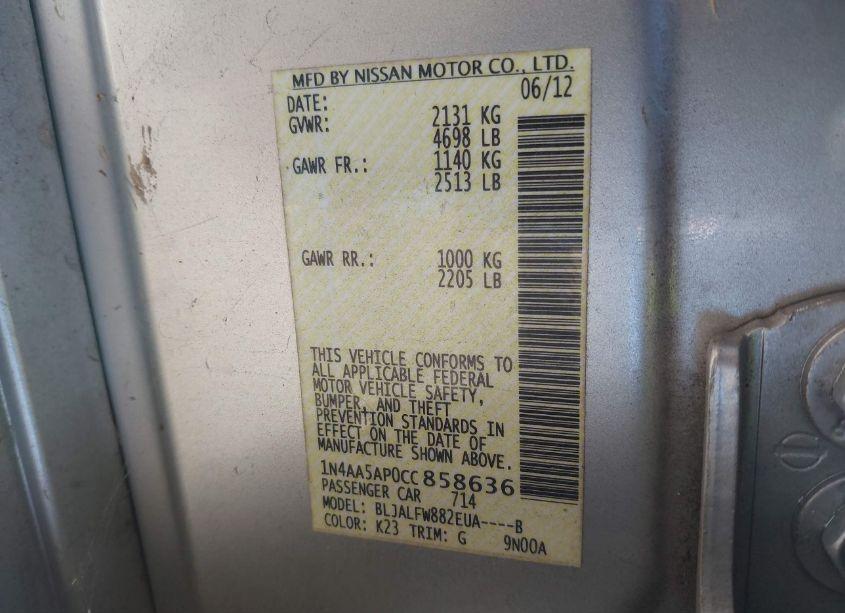 MFD BY NISSAN MOTOR CO., LTD.
DATE: 06/12
GVWR: 2131 KG
4698 LB
GAWR FR.: 1140 KG
2513 LB
GAWR RR.: 1000 KG
2205 LB
THIS VEHICLE CONFORMS TO
ALL APPLICABLE FEDERAL
MOTOR VEHICLE SAFETY,
BUMPER, AND THEFT
PREVENTION STANDARDS IN
EFFECT ON THE DATE OF
MANUFACTURE SHOWN ABOVE.
1N4AA5AP0CC858636
PASSENGER CAR 714
MODEL: BLJALFW882EUA----B
COLOR: K23 TRIM: G 9N00A